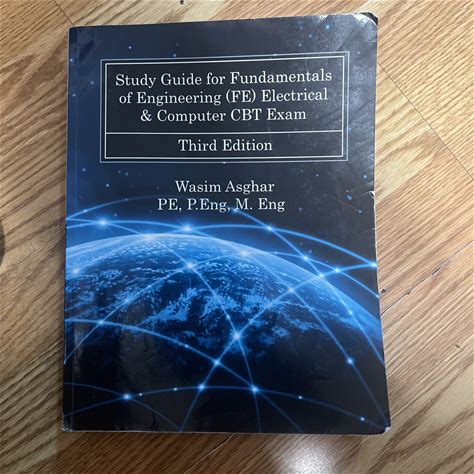 Study Guide for Fundamentals
of Engineering (FE) Electrical
& Computer CBT Exam
Third Edition
Wasim Asghar
PE, P.Eng, M. Eng